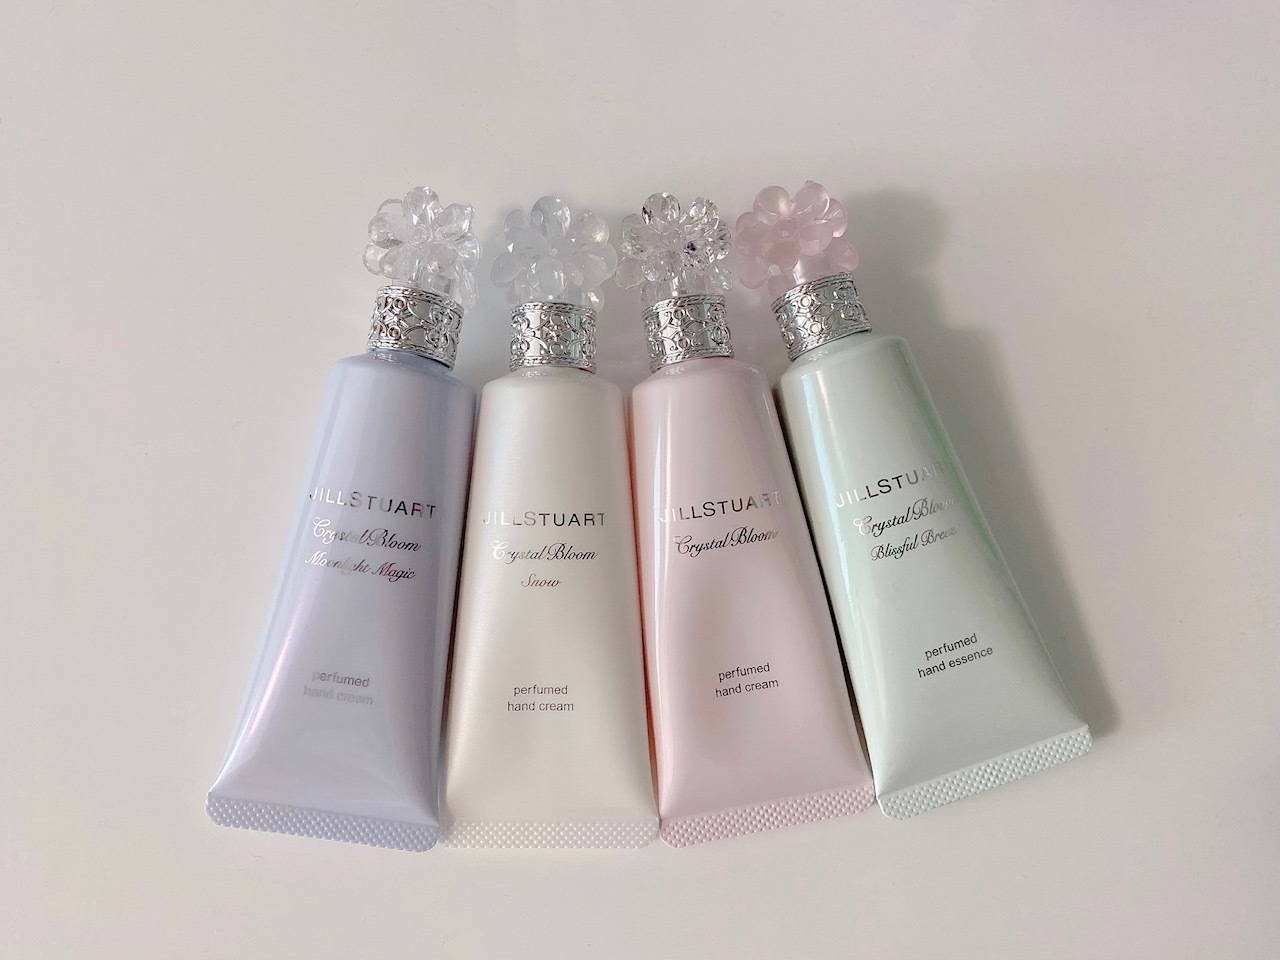 JILLSTUART
Crystal Bloom
Moonlight Magic
perfumed
hand cream
JILLSTUART
Crystal Bloom
Snow
perfumed
hand cream
JILLSTUART
Crystal Bloom
perfumed
hand cream
JILLSTUART
Crystal Bloom
Blissful Breeze
perfumed
hand essence